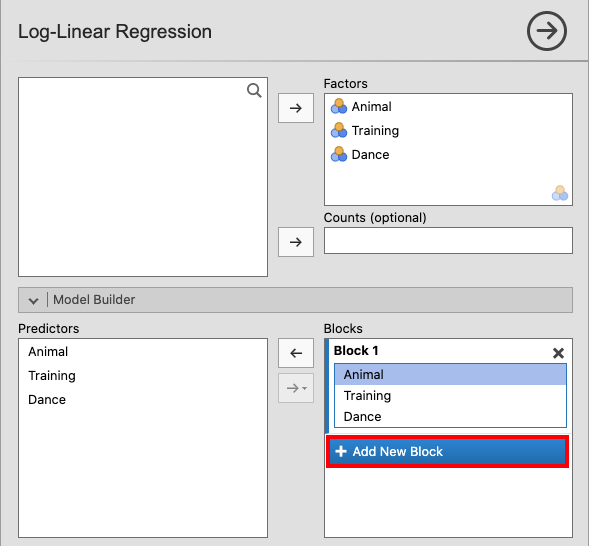 Log-Linear Regression
Factors
Animal
Training
Dance
Counts (optional)
Model Builder
Predictors
Animal
Training
Dance
Blocks
Block 1
Animal
Training
Dance
Add New Block